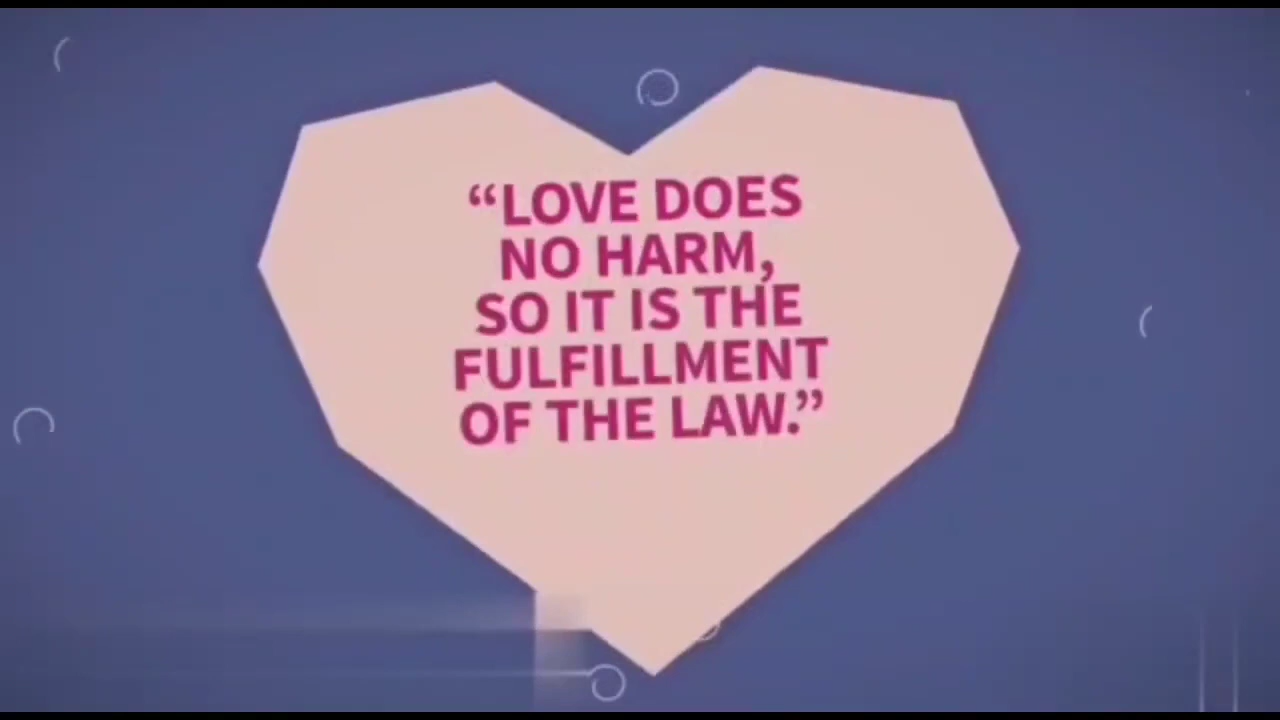 “LOVE DOES
NO HARM,
SO IT IS THE
FULFILLMENT
OF THE LAW.”